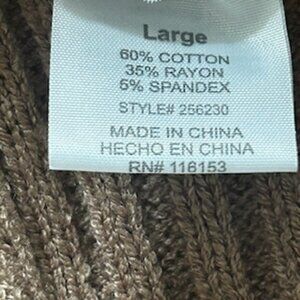 Large
60% COTTON
35% RAYON
5% SPANDEX
STYLE# 256230
MADE IN CHINA
HECHO EN CHINA
RN# 116153